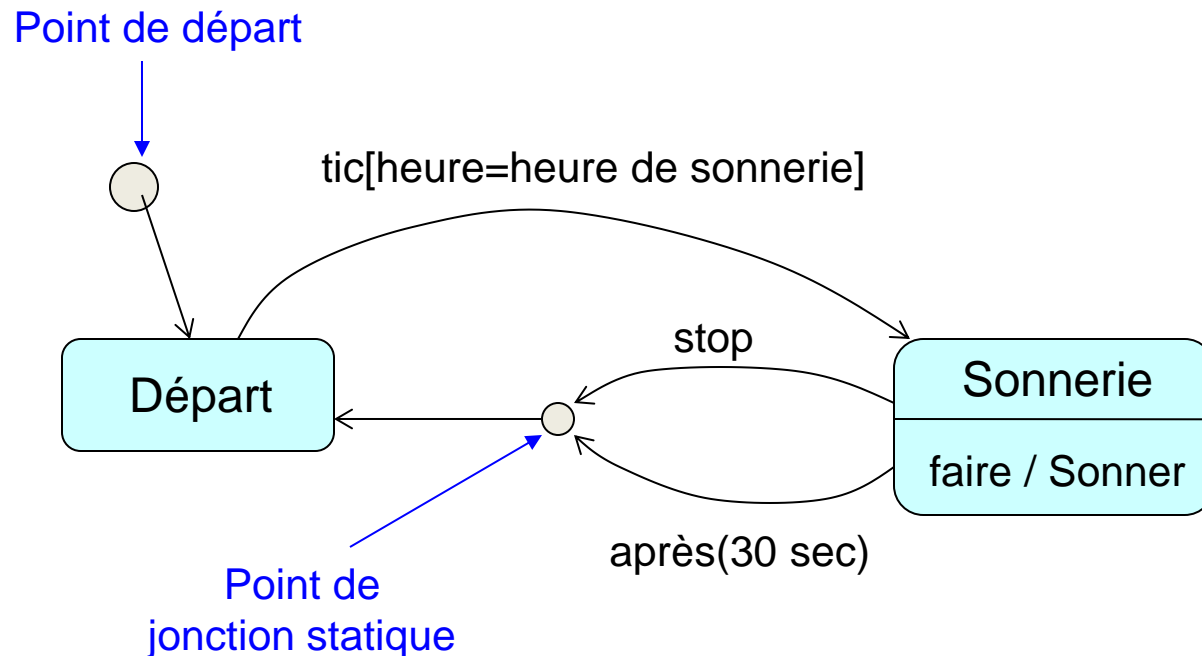 Point de départ
tic[heure=heure de sonnerie]
stop
Départ
Sonnerie
faire / Sonner
après(30 sec)
Point de
jonction statique